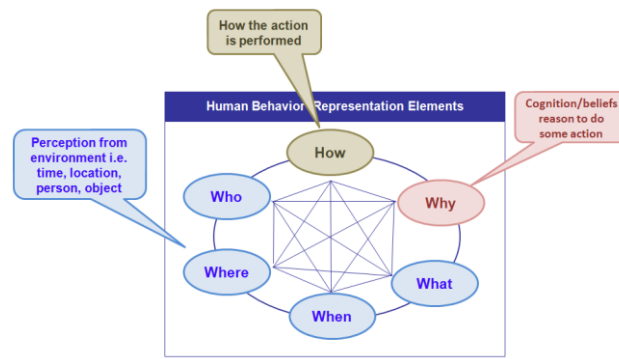 How the action
is performed
Human Behavior Representation Elements
Cognition/beliefs
reason to do
some action
Perception from
environment i.e.
time, location,
person, object
How
Who
Why
Where
What
When